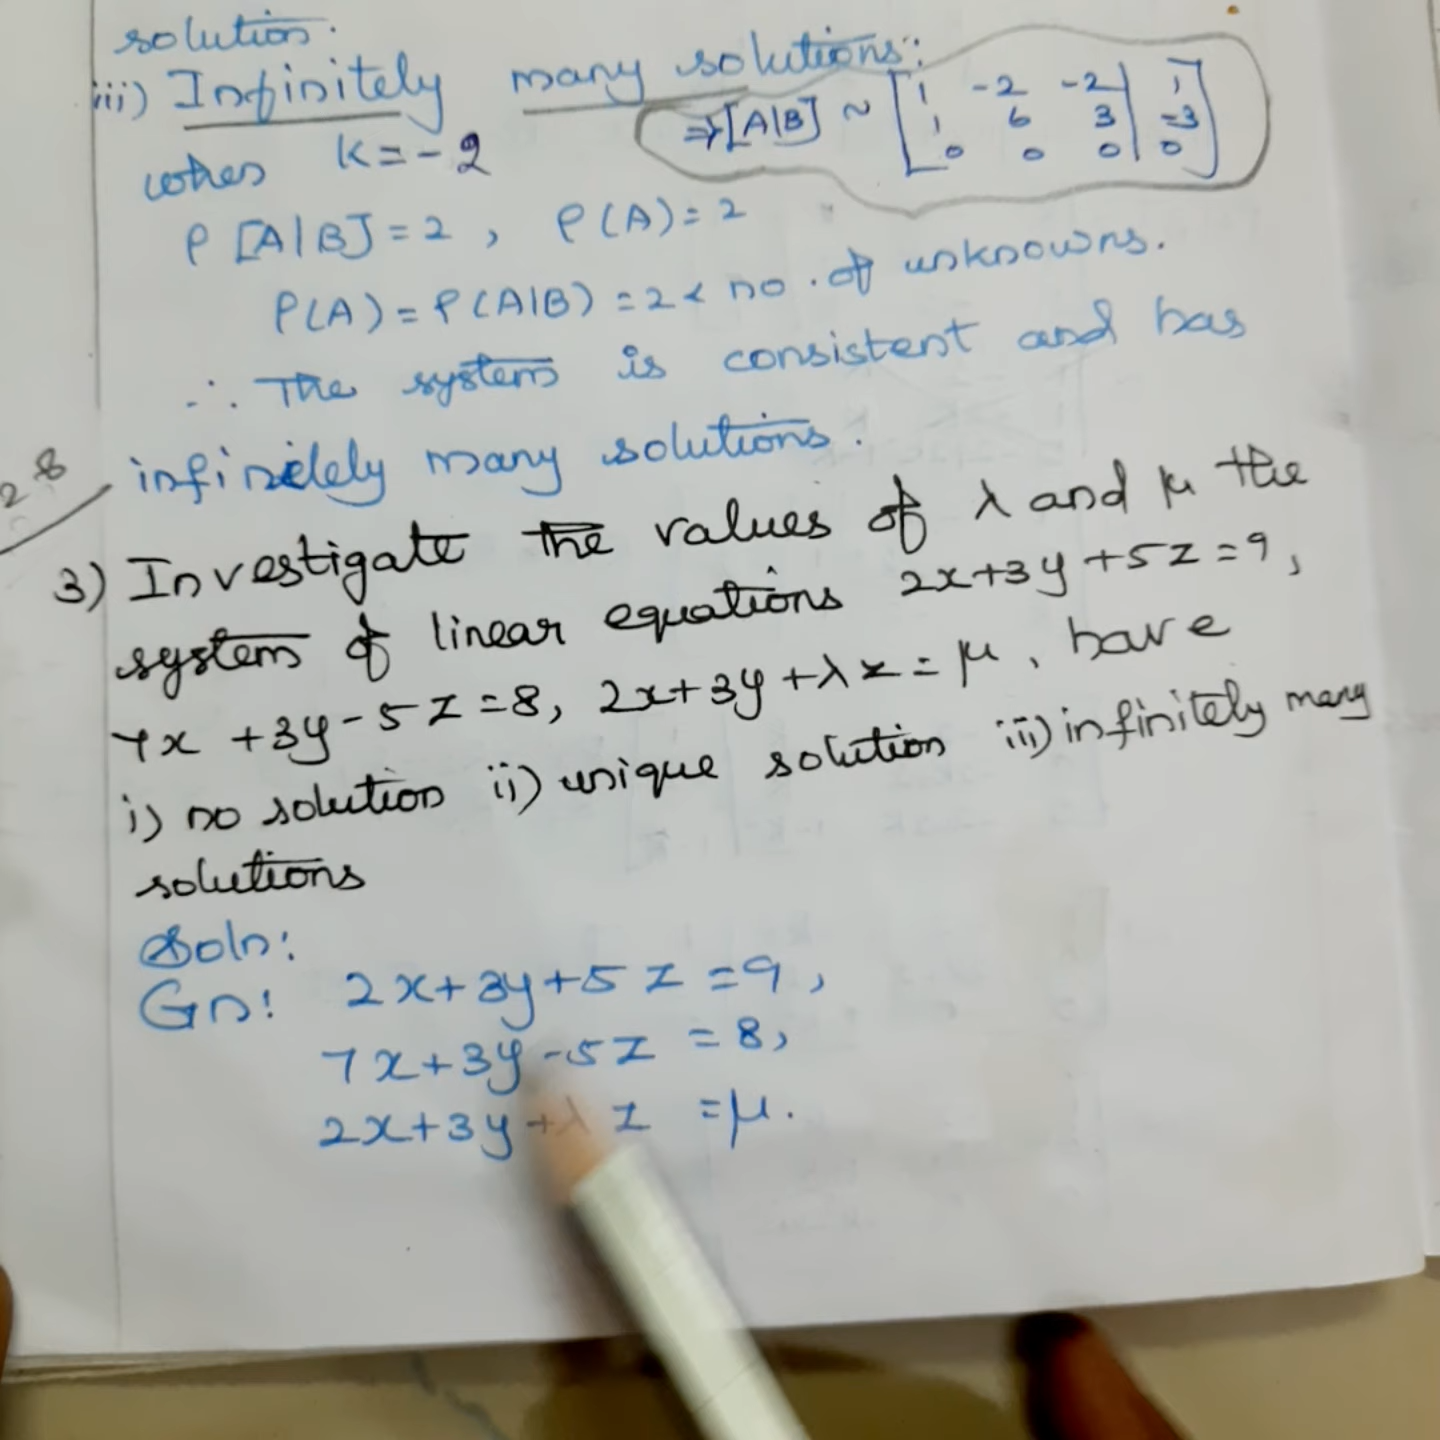 solution.
iii) Infinitely many solutions:
⇒[A|B] ~ [1 -2 -2 | 1
1 6 3 | -3
0 0 0 | 0]
when K=-2
ρ[A|B]=2, ρ(A)=2
ρ(A)=ρ(A|B)=2< no. of unknowns.
∴ The system is consistent and has
infinitely many solutions.
28
3) Investigate the values of λ and μ the
system of linear equations 2x+3y+5z=9,
7x+3y-5z=8, 2x+3y+λz=μ, have
i) no solution ii) unique solution iii) infinitely many
solutions
Soln:
Gn: 2x+3y+5z=9,
7x+3y-5z=8,
2x+3y+λz=μ.